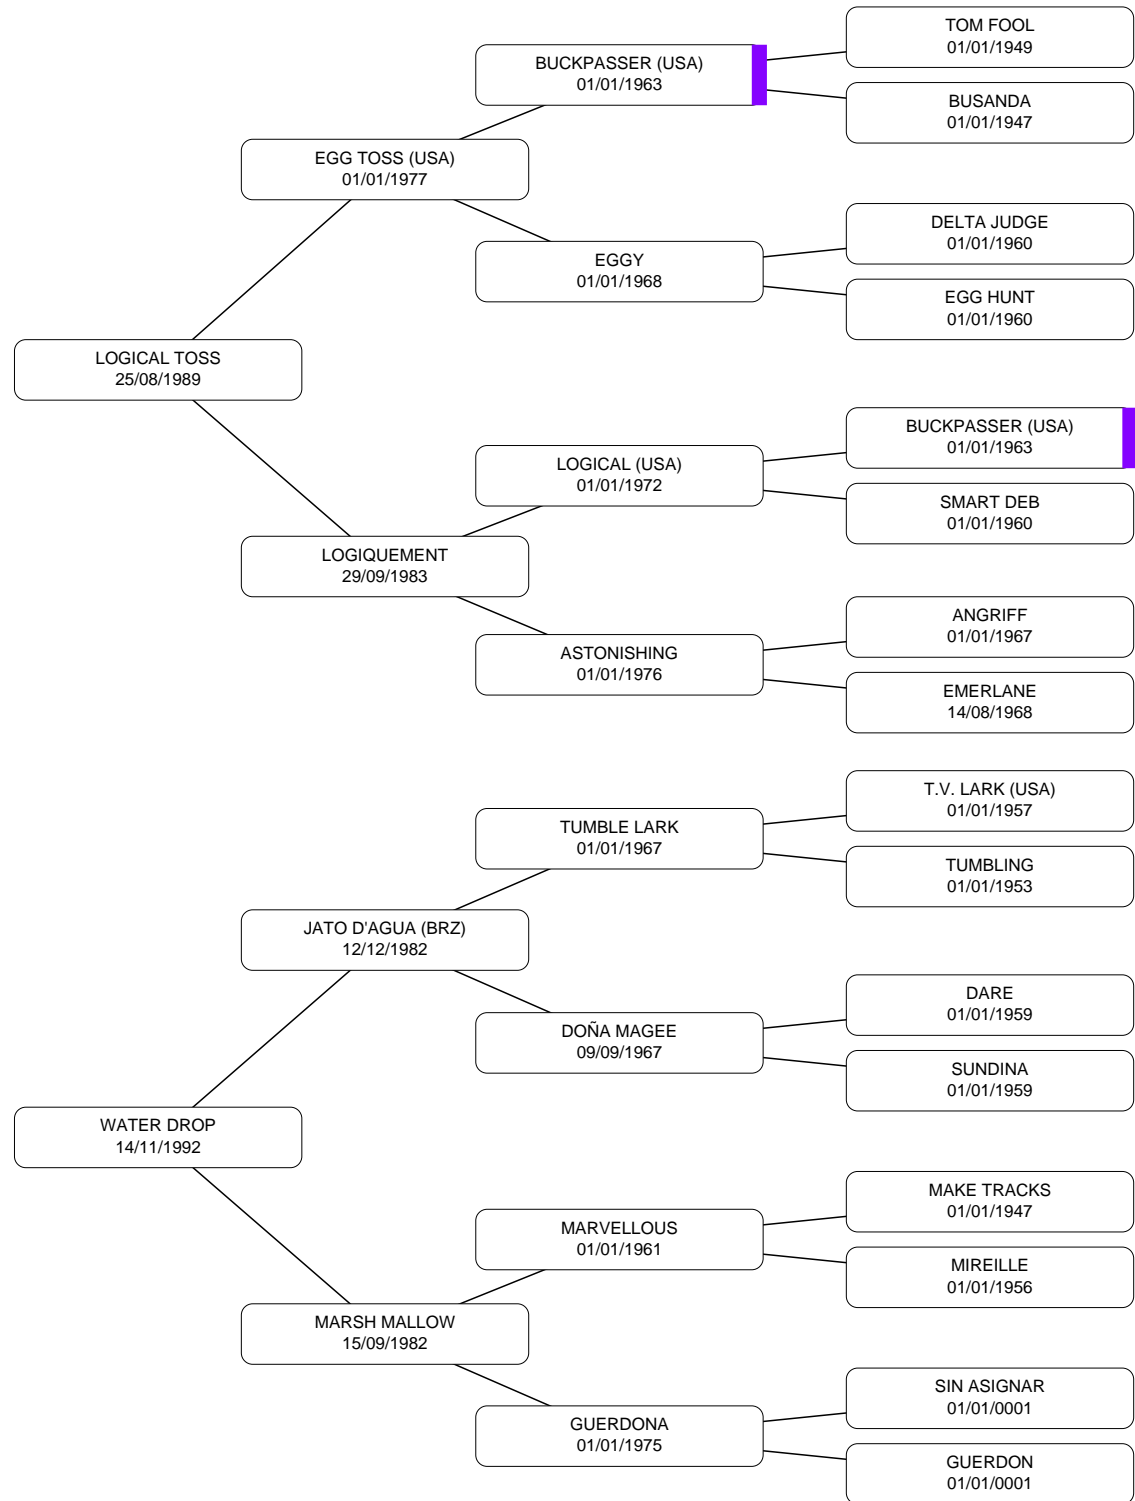 TOM FOOL
01/01/1949
BUCKPASSER (USA)
01/01/1963
BUSANDA
01/01/1947
EGG TOSS (USA)
01/01/1977
DELTA JUDGE
01/01/1960
EGGY
01/01/1968
EGG HUNT
01/01/1960
LOGICAL TOSS
25/08/1989
BUCKPASSER (USA)
01/01/1963
LOGICAL (USA)
01/01/1972
SMART DEB
01/01/1960
LOGIQUEMENT
29/09/1983
ANGRIFF
01/01/1967
ASTONISHING
01/01/1976
EMERLANE
14/08/1968
T.V. LARK (USA)
01/01/1957
TUMBLE LARK
01/01/1967
TUMBLING
01/01/1953
JATO D'AGUA (BRZ)
12/12/1982
DARE
01/01/1959
DOÑA MAGEE
09/09/1967
SUNDINA
01/01/1959
WATER DROP
14/11/1992
MAKE TRACKS
01/01/1947
MARVELLOUS
01/01/1961
MIREILLE
01/01/1956
MARSH MALLOW
15/09/1982
SIN ASIGNAR
01/01/0001
GUERDONA
01/01/1975
GUERDON
01/01/0001